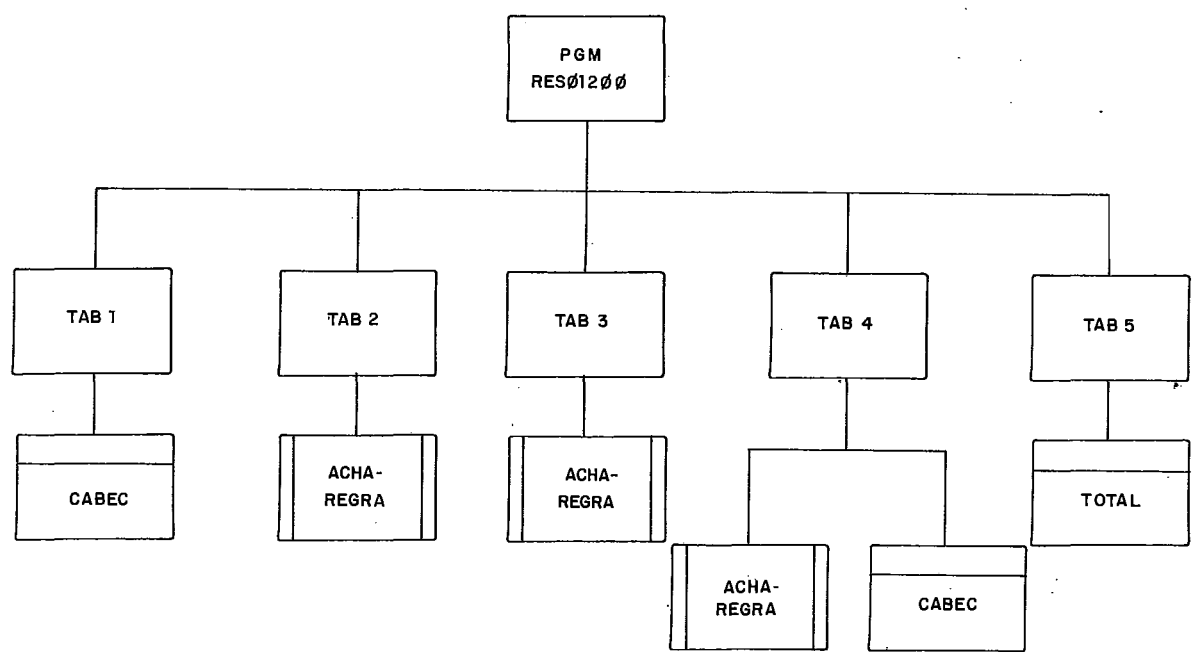 PGM
RESØ12ØØ
TAB 1
TAB 2
TAB 3
TAB 4
TAB 5
CABEC
ACHA-
REGRA
ACHA-
REGRA
TOTAL
ACHA-
REGRA
CABEC